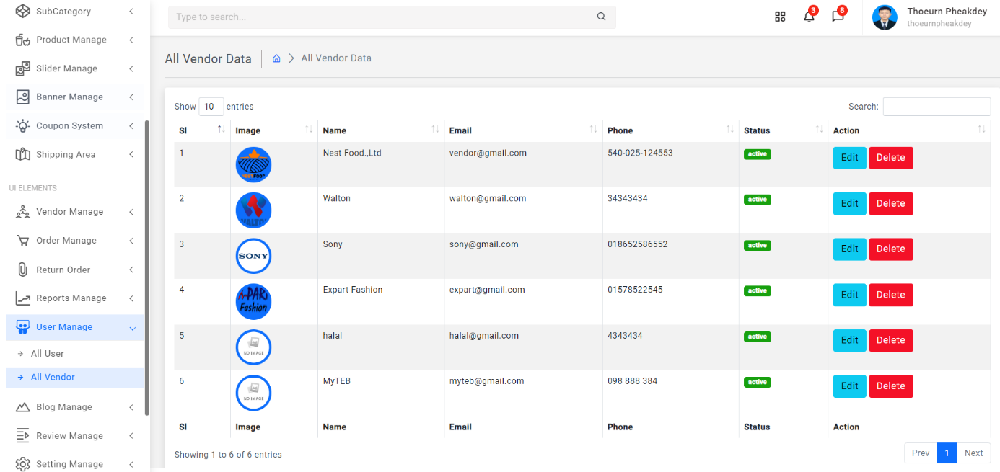 SubCategory
Product Manage
Slider Manage
Banner Manage
Coupon System
Shipping Area
UI ELEMENTS
Vendor Manage
Order Manage
Return Order
Reports Manage
User Manage
All User
All Vendor
Blog Manage
Review Manage
Setting Manage
Type to search...
3
8
Thoeurn Pheakdey
thoeurnpheakdey
All Vendor Data
All Vendor Data
Show 10 entries
Search:
Sl Image Name Email Phone Status Action
1 NEST FOOD Nest Food.,Ltd vendor@gmail.com 540-025-124553 active Edit Delete
2 Walton walton@gmail.com 34343434 active Edit Delete
3 SONY Sony sony@gmail.com 018652586552 active Edit Delete
4 Fashion Expart Fashion expart@gmail.com 01578522545 active Edit Delete
5 NO IMAGE halal halal@gmail.com 4343434 active Edit Delete
6 NO IMAGE MyTEB myteb@gmail.com 098 888 384 active Edit Delete
Sl Image Name Email Phone Status Action
Showing 1 to 6 of 6 entries
Prev 1 Next